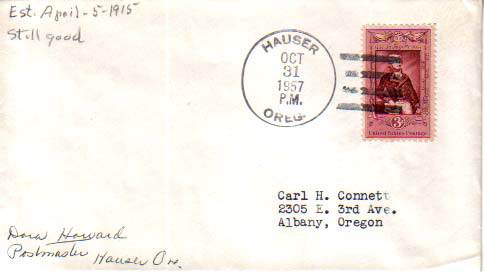 Est. April - 5 - 1915
Still good
HAUSER
OCT
31
1957
P.M.
OREG.
3¢
United States Postage
Carl H. Connett
2305 E. 3rd Ave.
Albany, Oregon
Dora Howard
Postmaster Hauser Ore.